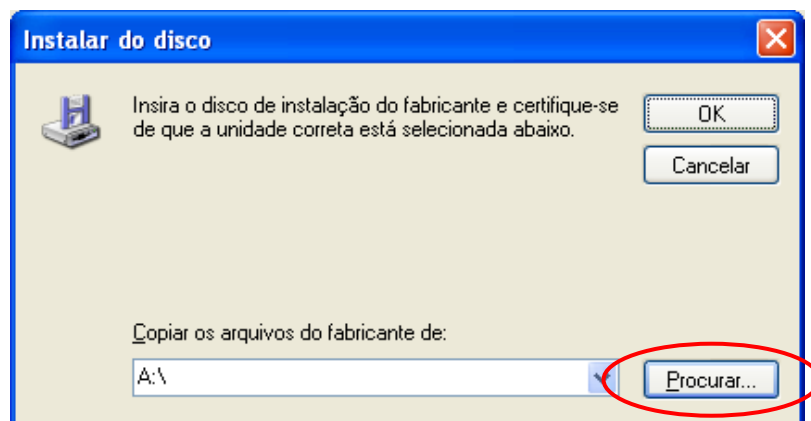 Instalar do disco
Insira o disco de instalação do fabricante e certifique-se
de que a unidade correta está selecionada abaixo.
OK
Cancelar
Copiar os arquivos do fabricante de:
A:\
Procurar...